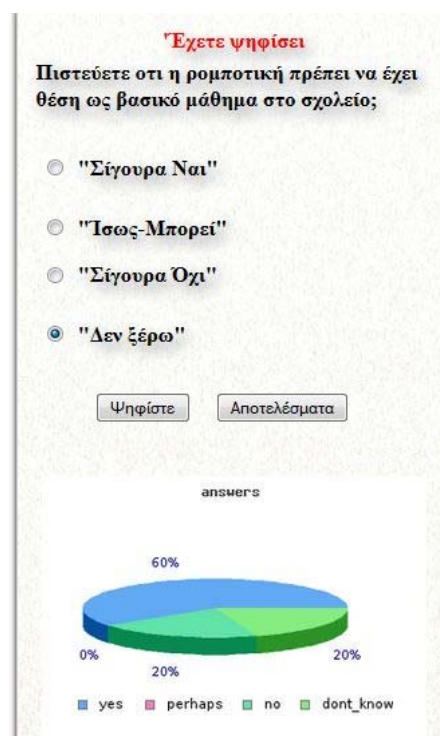 Έχετε ψηφίσει
Πιστεύετε οτι η ρομποτική πρέπει να έχει
θέση ως βασικό μάθημα στο σχολείο;
"Σίγουρα Ναι"
"Ίσως-Μπορεί"
"Σίγουρα Όχι"
"Δεν ξέρω"
Ψηφίστε Αποτελέσματα
answers
60%
0%
20%
20%
yes perhaps no dont_know